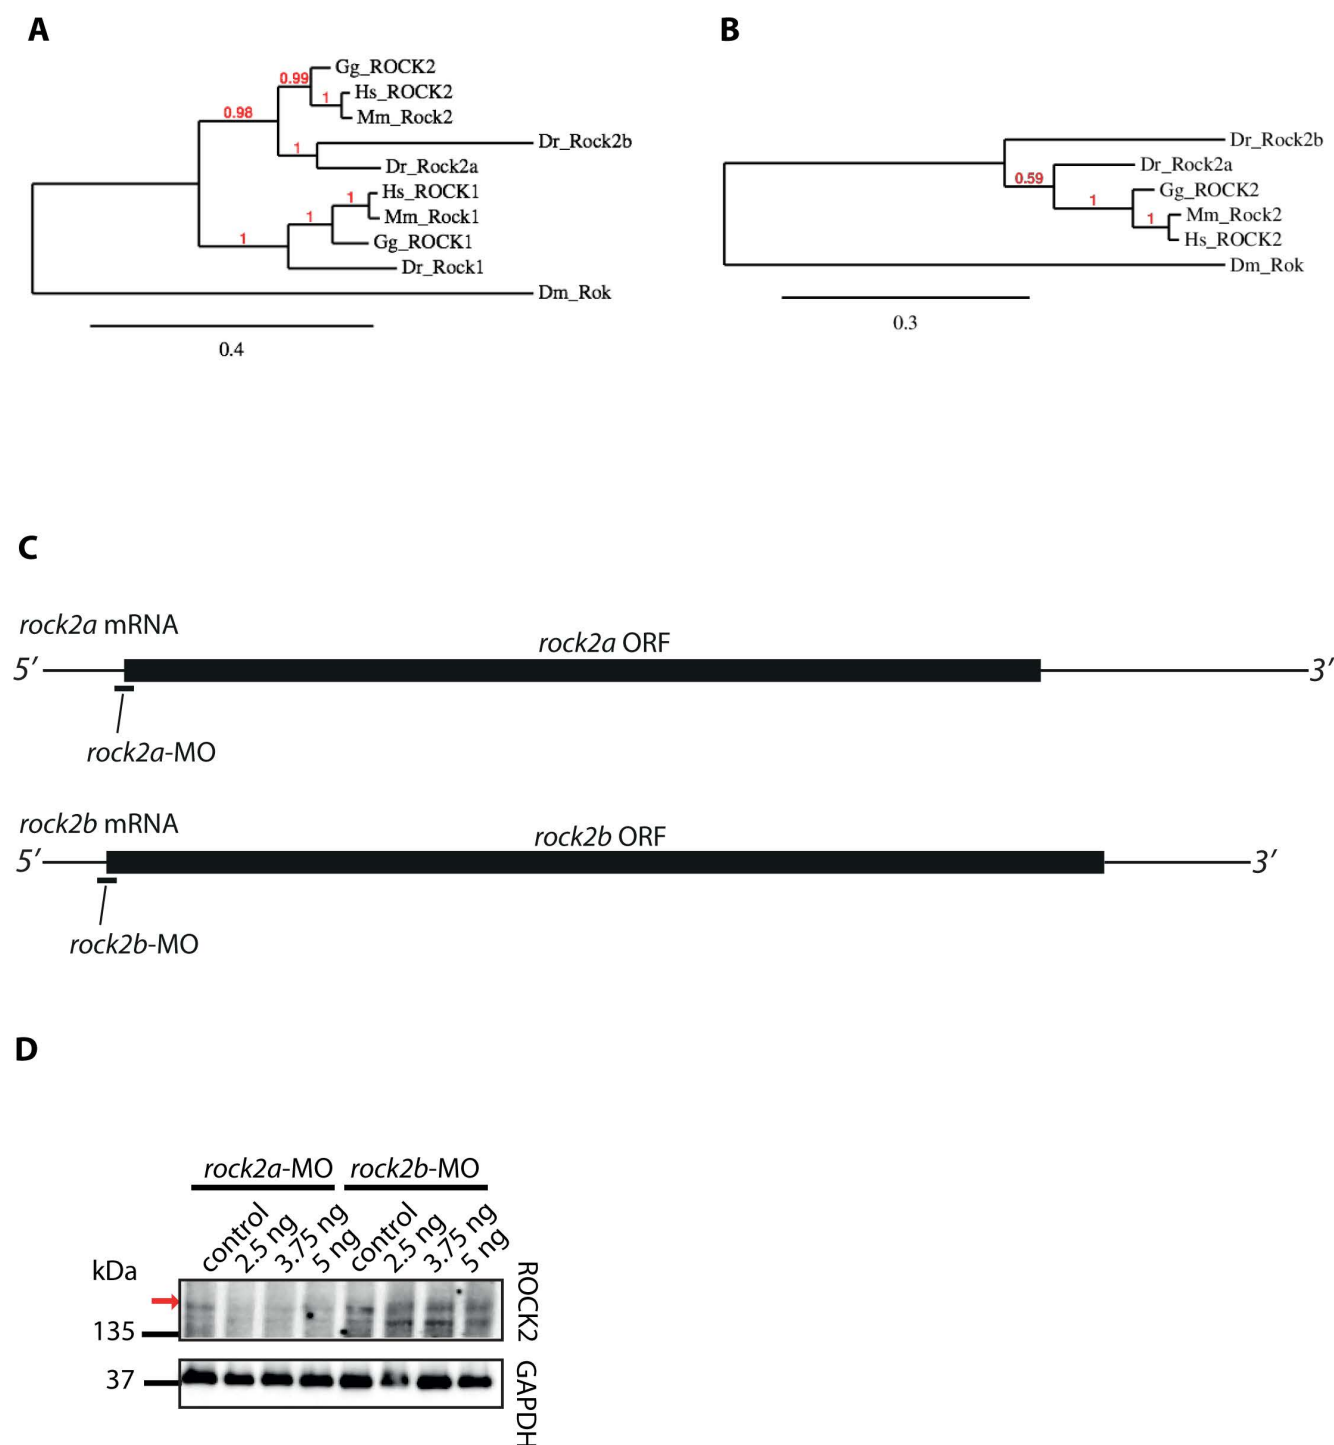 A
0.99
Gg_ROCK2
1
Hs_ROCK2
Mm_Rock2
0.98
1
Dr_Rock2b
Dr_Rock2a
1
Hs_ROCK1
1
Mm_Rock1
1
Gg_ROCK1
Dr_Rock1
Dm_Rok
0.4
B
Dr_Rock2b
Dr_Rock2a
0.59
Gg_ROCK2
1
Mm_Rock2
1
Hs_ROCK2
Dm_Rok
0.3
C
rock2a mRNA
rock2a ORF
5′ 3′
rock2a-MO
rock2b mRNA
rock2b ORF
5′ 3′
rock2b-MO
D
rock2a-MO rock2b-MO
control 2.5 ng 3.75 ng 5 ng control 2.5 ng 3.75 ng 5 ng
kDa
135
ROCK2
37
GAPDH